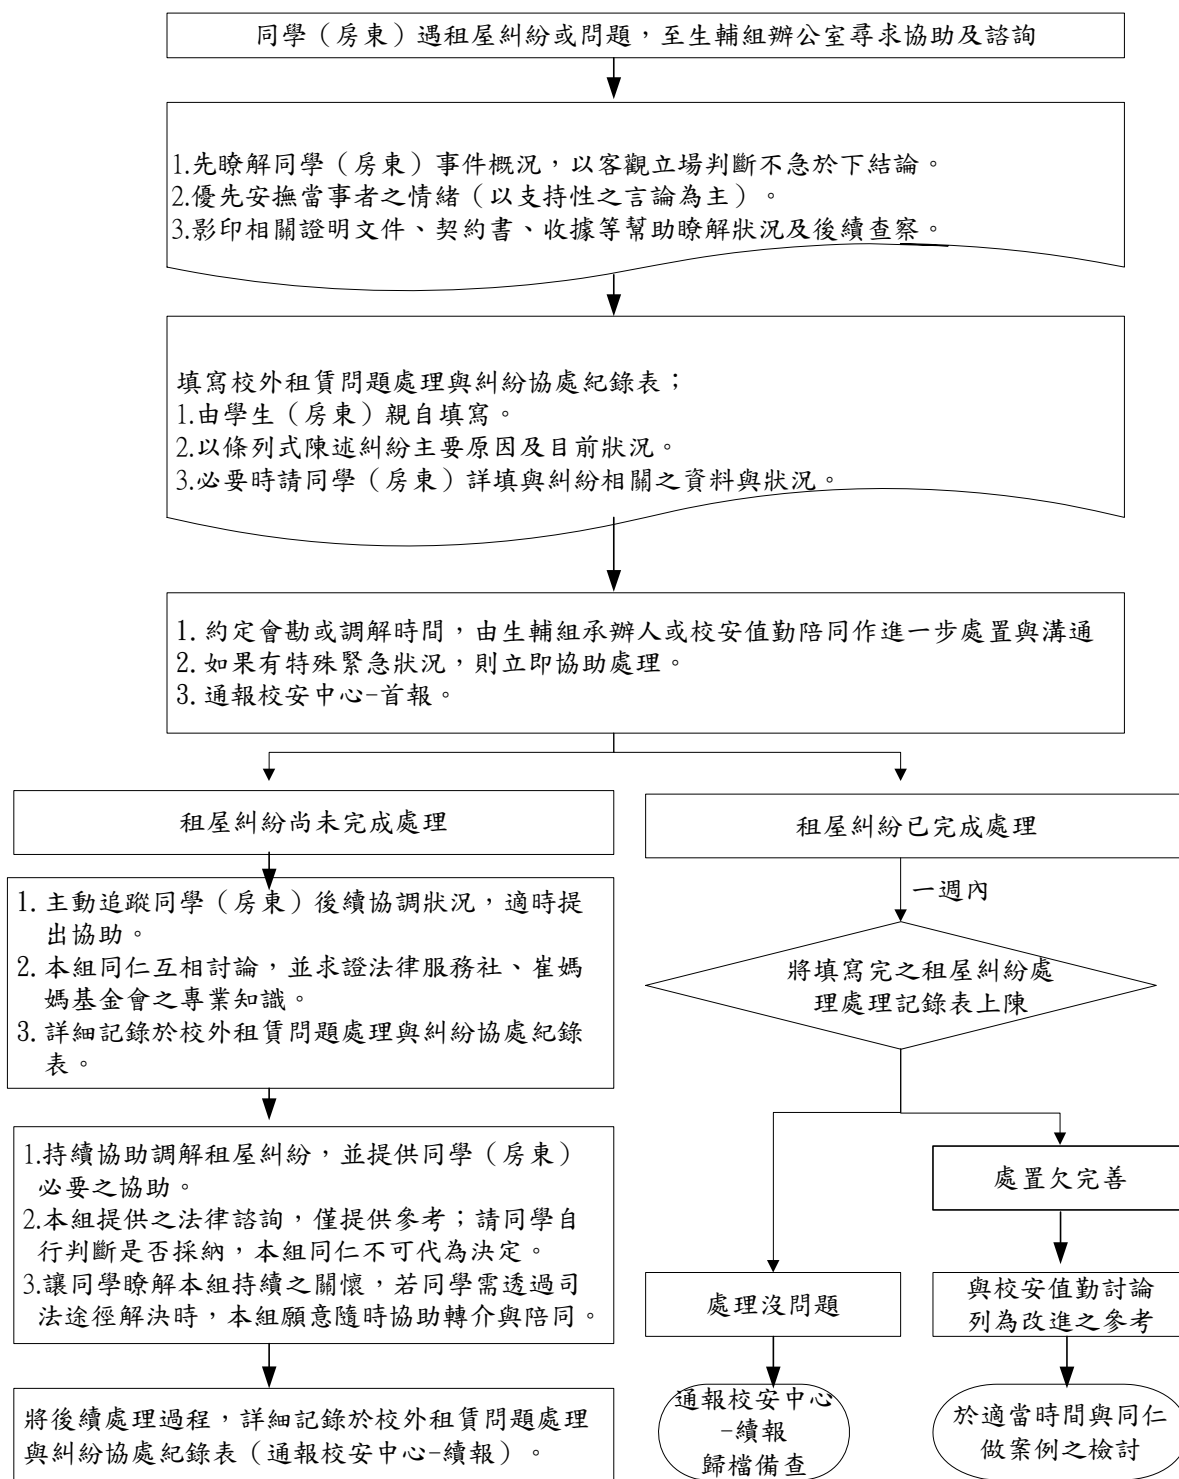 同學（房東）遇租屋糾紛或問題，至生輔組辦公室尋求協助及諮詢
1.先瞭解同學（房東）事件概況，以客觀立場判斷不急於下結論。
2.優先安撫當事者之情緒（以支持性之言論為主）。
3.影印相關證明文件、契約書、收據等幫助瞭解狀況及後續查察。
填寫校外租賃問題處理與糾紛協處紀錄表；
1.由學生（房東）親自填寫。
2.以條列式陳述糾紛主要原因及目前狀況。
3.必要時請同學（房東）詳填與糾紛相關之資料與狀況。
1. 約定會勘或調解時間，由生輔組承辦人或校安值勤陪同作進一步處置與溝通
2. 如果有特殊緊急狀況，則立即協助處理。
3. 通報校安中心-首報。
租屋糾紛尚未完成處理
1. 主動追蹤同學（房東）後續協調狀況，適時提
出協助。
2. 本組同仁互相討論，並求證法律服務社、崔媽
媽基金會之專業知識。
3. 詳細記錄於校外租賃問題處理與糾紛協處紀錄
表。
1.持續協助調解租屋糾紛，並提供同學（房東）
必要之協助。
2.本組提供之法律諮詢，僅提供參考；請同學自
行判斷是否採納，本組同仁不可代為決定。
3.讓同學瞭解本組持續之關懷，若同學需透過司
法途徑解決時，本組願意隨時協助轉介與陪同。
將後續處理過程，詳細記錄於校外租賃問題處理
與糾紛協處紀錄表（通報校安中心-續報）。
租屋糾紛已完成處理
一週內
將填寫完之租屋糾紛處
理處理記錄表上陳
處理沒問題
通報校安中心
-續報
歸檔備查
處置欠完善
與校安值勤討論
列為改進之參考
於適當時間與同仁
做案例之檢討